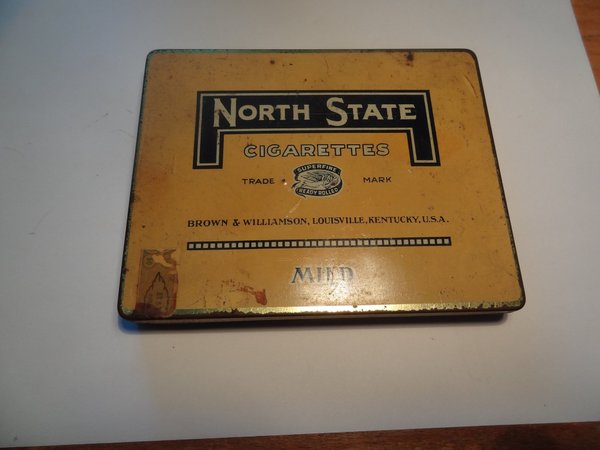 NORTH STATE
CIGARETTES
SUPERFINE
TRADE MARK
READY ROLLED
BROWN & WILLIAMSON, LOUISVILLE, KENTUCKY, U.S.A.
MILD